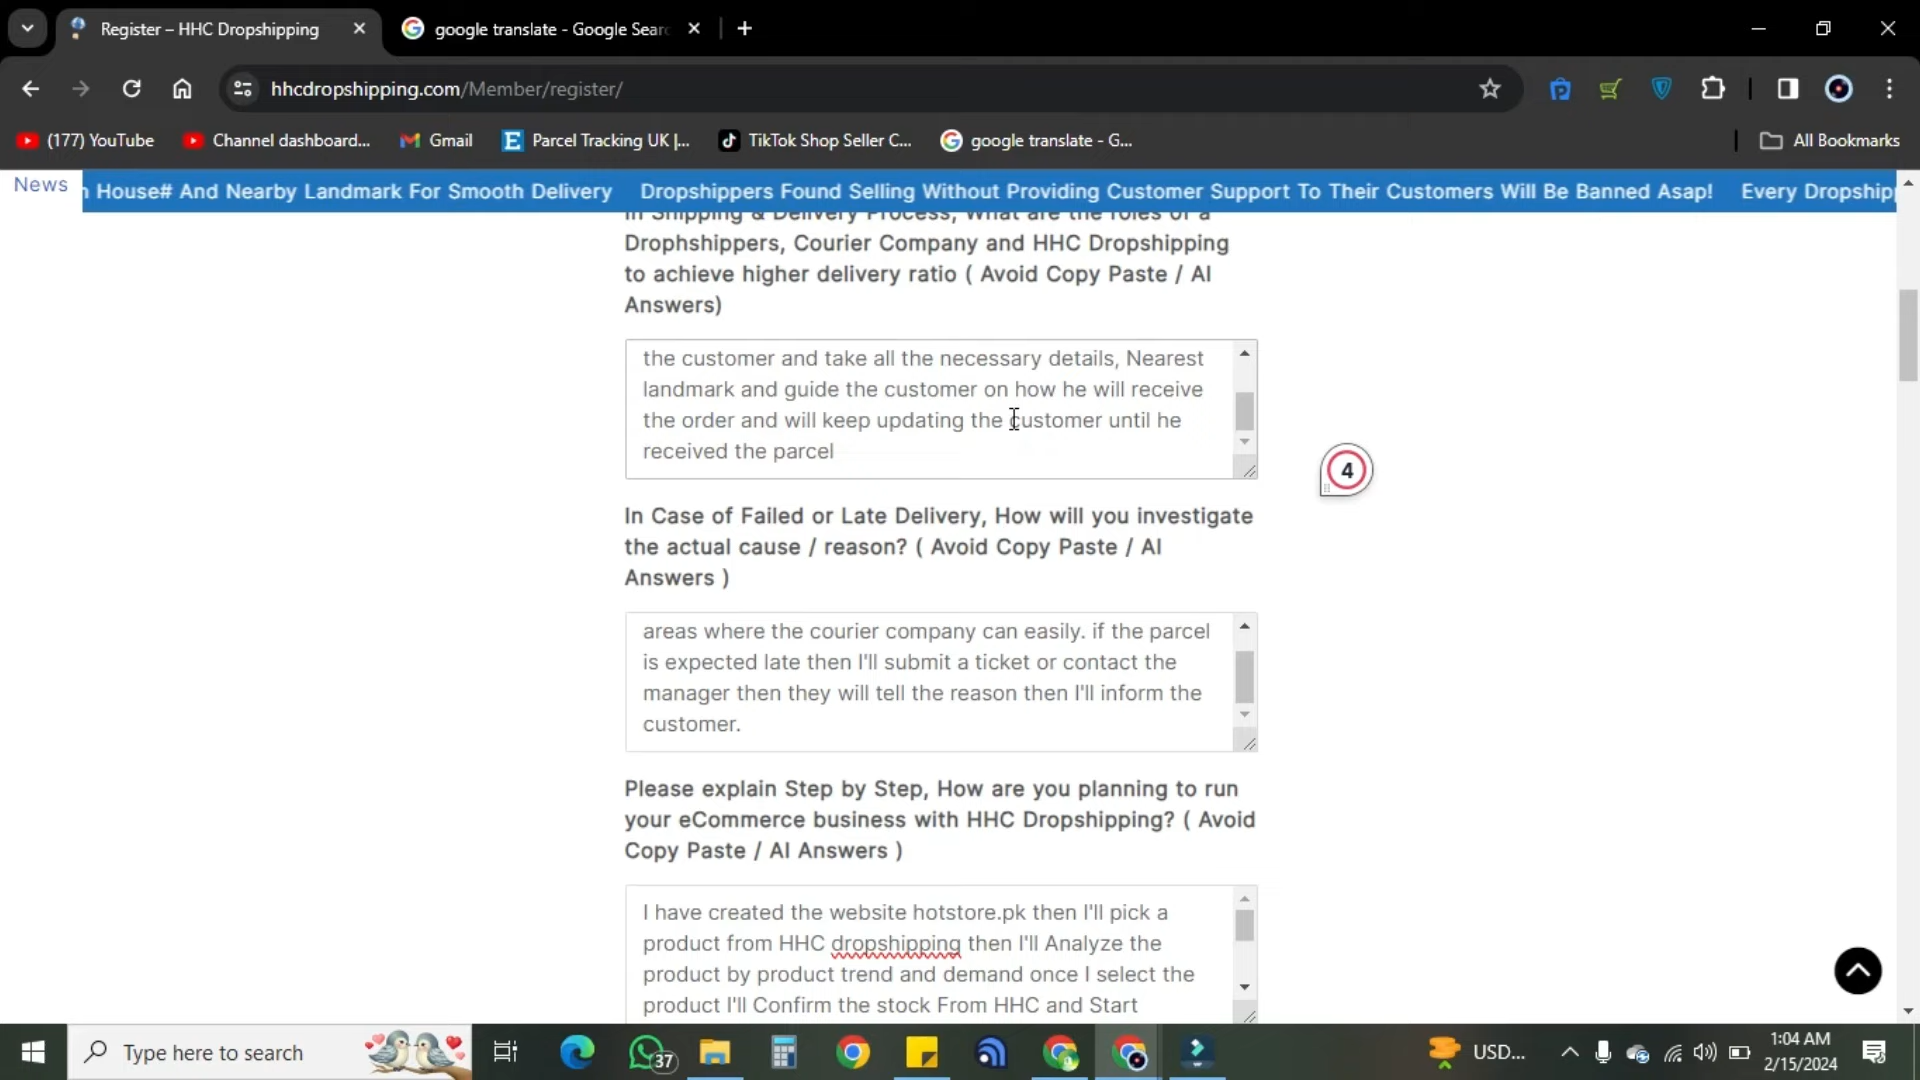 Register – HHC Dropshipping
google translate - Google Sear
hhcdropshipping.com/Member/register/
(177) YouTube
Channel dashboard...
Gmail
Parcel Tracking UK |...
TikTok Shop Seller C...
google translate - G...
All Bookmarks
News
n House# And Nearby Landmark For Smooth Delivery
Dropshippers Found Selling Without Providing Customer Support To Their Customers Will Be Banned Asap!
Every Dropship
In Shipping & Delivery Process, What are the roles of a
Drophshippers, Courier Company and HHC Dropshipping
to achieve higher delivery ratio ( Avoid Copy Paste / AI
Answers)
the customer and take all the necessary details, Nearest
landmark and guide the customer on how he will receive
the order and will keep updating the customer until he
received the parcel
4
In Case of Failed or Late Delivery, How will you investigate
the actual cause / reason? ( Avoid Copy Paste / AI
Answers )
areas where the courier company can easily. if the parcel
is expected late then I'll submit a ticket or contact the
manager then they will tell the reason then I'll inform the
customer.
Please explain Step by Step, How are you planning to run
your eCommerce business with HHC Dropshipping? ( Avoid
Copy Paste / AI Answers )
I have created the website hotstore.pk then I'll pick a
product from HHC dropshipping then I'll Analyze the
product by product trend and demand once I select the
product I'll Confirm the stock From HHC and Start
Type here to search
37
USD...
1:04 AM
2/15/2024